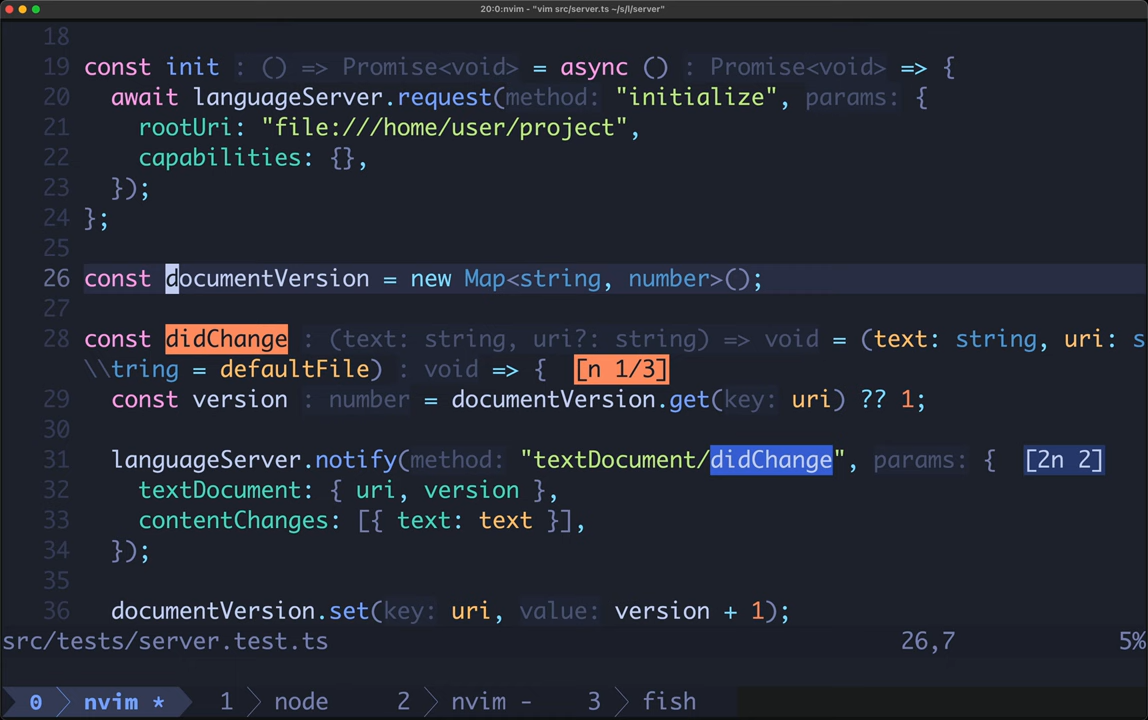 20:0:nvim - "vim src/server.ts ~/s/l/server"
18
19 const init : () => Promise<void> = async () : Promise<void> => {
20   await languageServer.request(method: "initialize", params: {
21     rootUri: "file:///home/user/project",
22     capabilities: {},
23   });
24 };
25
26 const documentVersion = new Map<string, number>();
27
28 const didChange : (text: string, uri?: string) => void = (text: string, uri: s
\\tring = defaultFile) : void => {  [n 1/3]
29   const version : number = documentVersion.get(key: uri) ?? 1;
30
31   languageServer.notify(method: "textDocument/didChange", params: {  [2n 2]
32     textDocument: { uri, version },
33     contentChanges: [{ text: text }],
34   });
35
36   documentVersion.set(key: uri, value: version + 1);
src/tests/server.test.ts 26,7 5%
0 nvim * 1 node 2 nvim - 3 fish